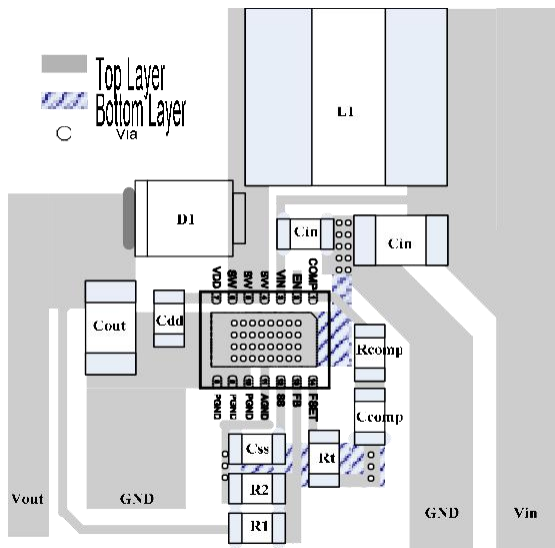 Top Layer
Bottom Layer
Via
L1
D1
Cin
Cin
VDD
SW
SW
SW
VIN
EN
COMP
Cout
Cdd
Rcomp
PGND
PGND
PGND
AGND
SS
FB
FSET
Ccomp
Css
Rt
R2
R1
Vout
GND
GND
Vin